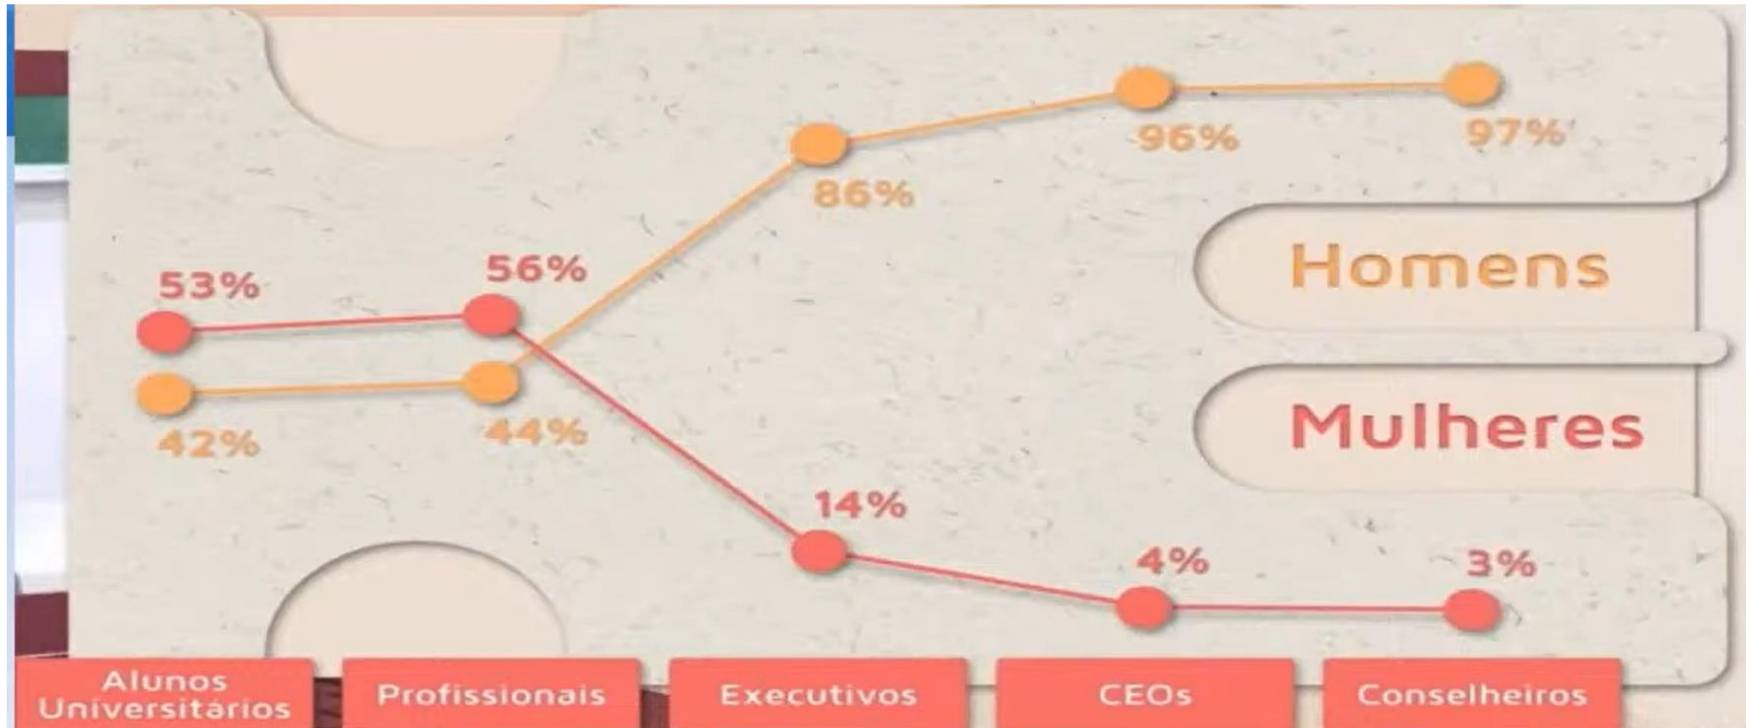 96%
97%
86%
53%
56%
Homens
42%
44%
Mulheres
14%
4%
3%
Alunos
Universitários
Profissionais
Executivos
CEOs
Conselheiros